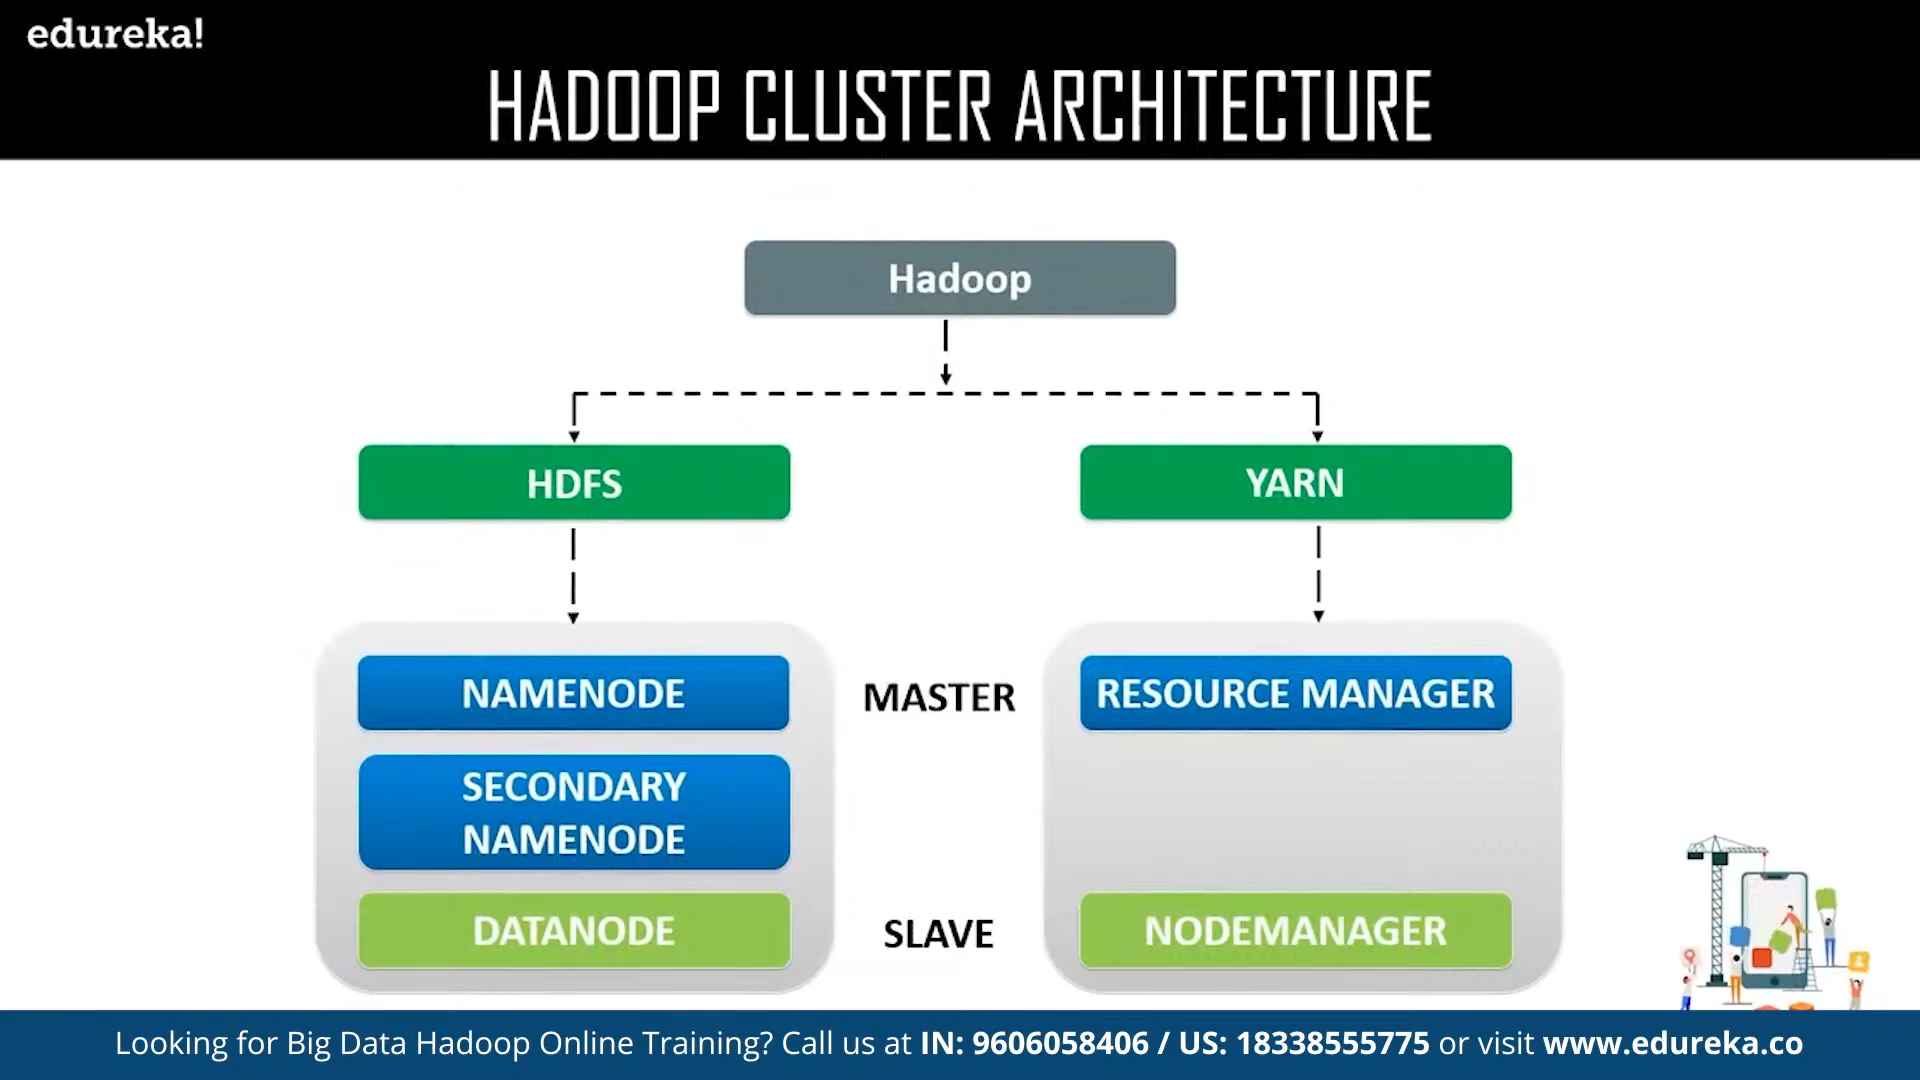 edureka!
HADOOP CLUSTER ARCHITECTURE
Hadoop
HDFS
YARN
NAMENODE
MASTER
RESOURCE MANAGER
SECONDARY
NAMENODE
DATANODE
SLAVE
NODEMANAGER
Looking for Big Data Hadoop Online Training? Call us at IN: 9606058406 / US: 18338555775 or visit www.edureka.co